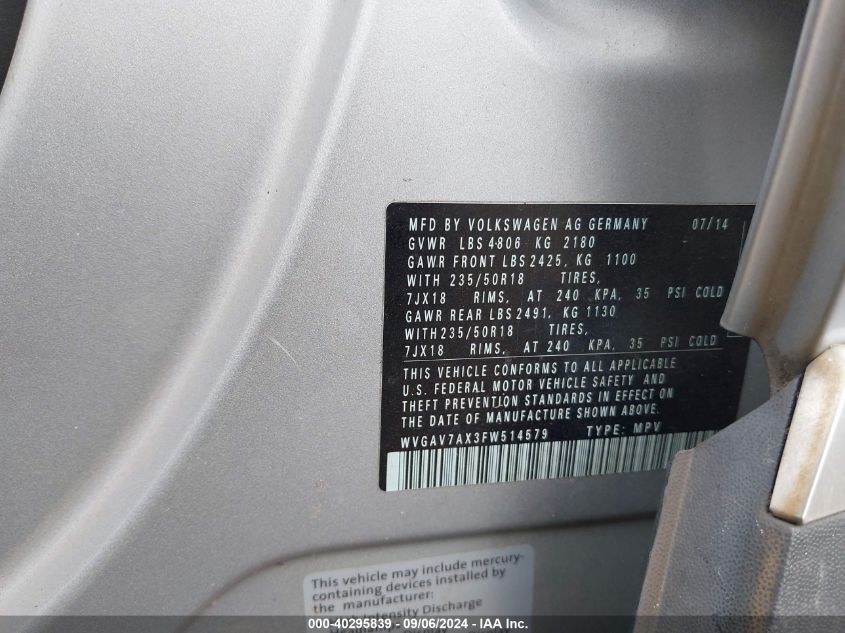 MFD BY VOLKSWAGEN AG GERMANY 07/14
GVWR LBS 4806 KG 2180
GAWR FRONT LBS 2425, KG 1100
WITH 235/50R18 TIRES,
7JX18 RIMS, AT 240 KPA, 35 PSI COLD
GAWR REAR LBS 2491, KG 1130
WITH 235/50R18 TIRES,
7JX18 RIMS, AT 240 KPA, 35 PSI COLD
THIS VEHICLE CONFORMS TO ALL APPLICABLE
U.S. FEDERAL MOTOR VEHICLE SAFETY AND
THEFT PREVENTION STANDARDS IN EFFECT ON
THE DATE OF MANUFACTURE SHOWN ABOVE.
WVGAV7AX3FW514579 TYPE: MPV
This vehicle may include mercury-
containing devices installed by
the manufacturer:
Intensity Discharge
000-40295839 - 09/06/2024 - IAA Inc.